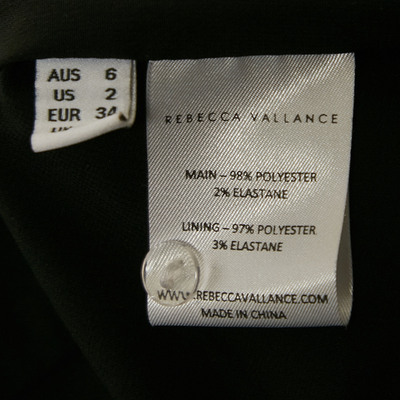 AUS 6
US 2
EUR 34
REBECCA VALLANCE
MAIN – 98% POLYESTER
2% ELASTANE
LINING – 97% POLYESTER
3% ELASTANE
WWW.REBECCAVALLANCE.COM
MADE IN CHINA